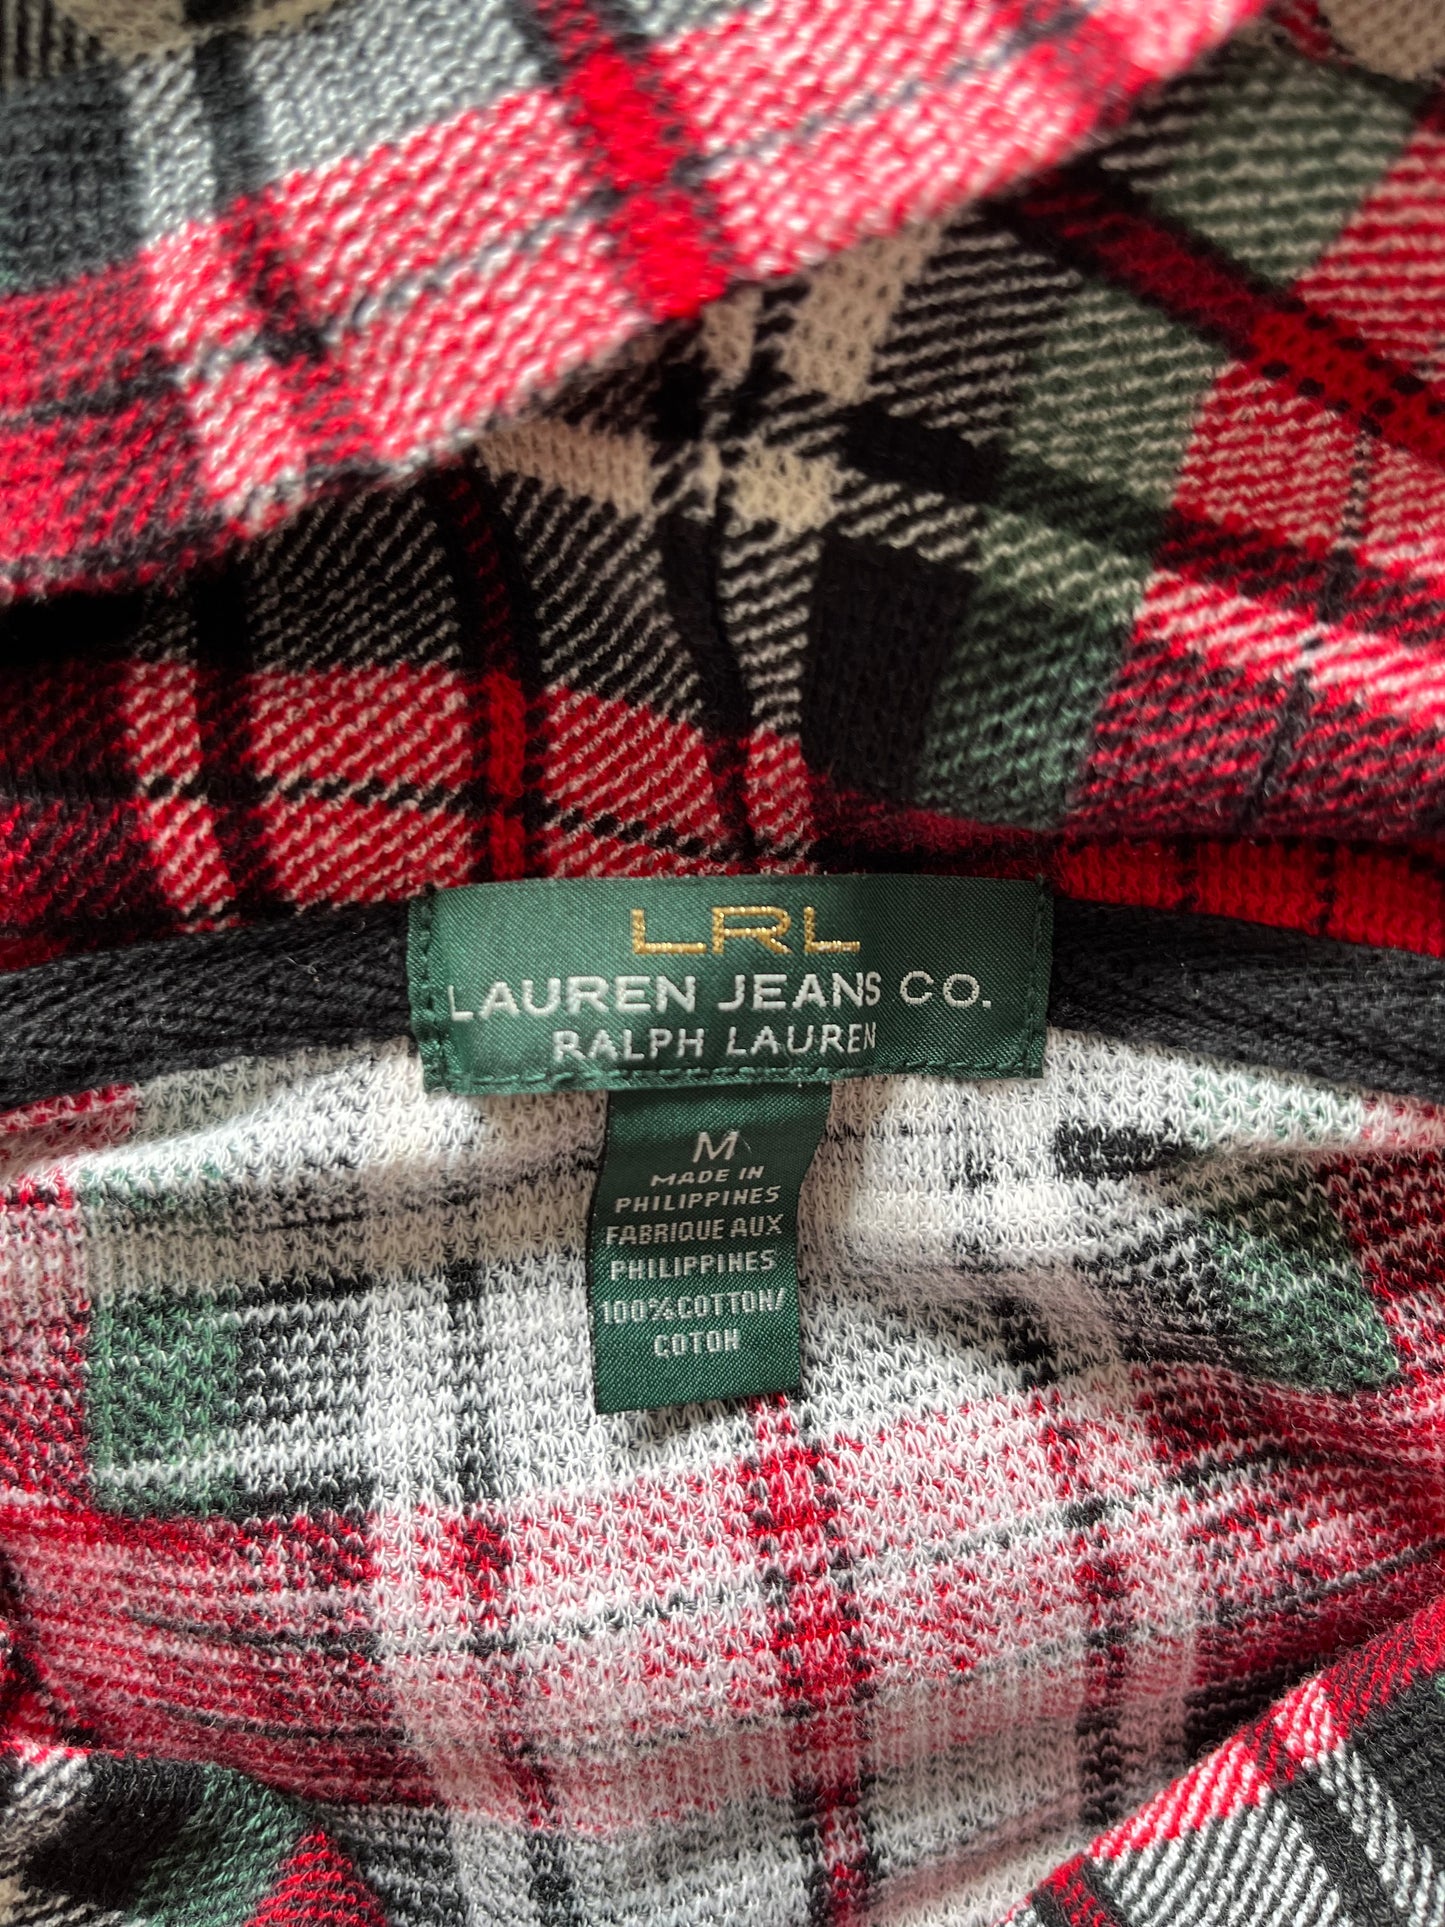 LRL
LAUREN JEANS CO.
RALPH LAUREN
M
MADE IN
PHILIPPINES
FABRIQUE AUX
PHILIPPINES
100%COTTON/
COTON